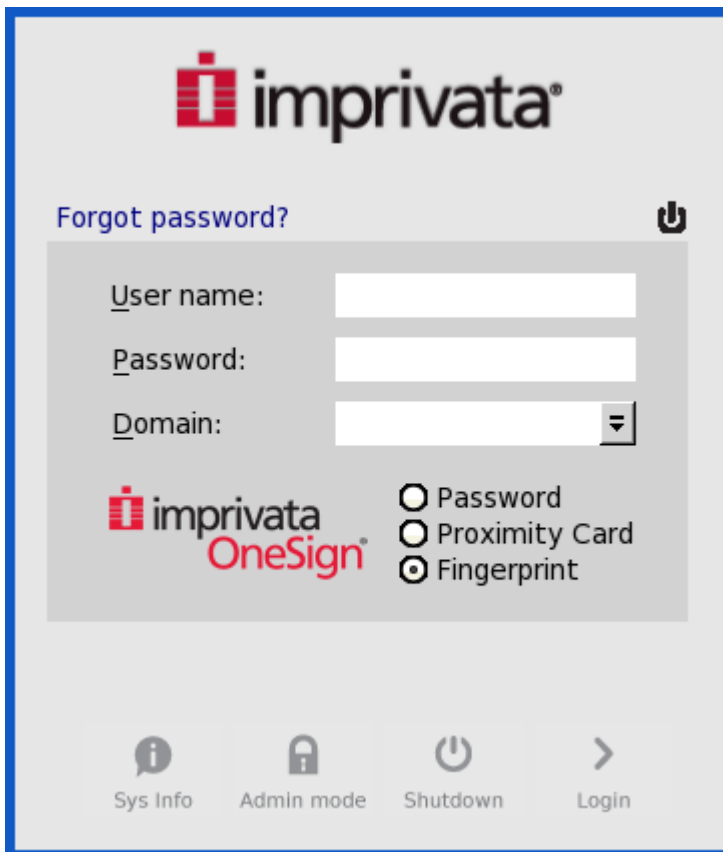 imprivata®
Forgot password?
User name:
Password:
Domain:
imprivata
OneSign®
Password
Proximity Card
Fingerprint
Sys Info
Admin mode
Shutdown
Login